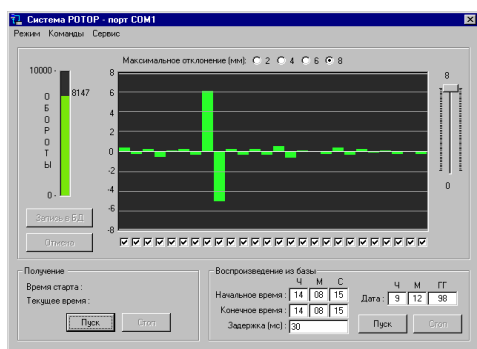 Система РОТОР - порт COM1
Режим Команды Сервис
Максимальное отклонение (мм): 2 4 6 8
10000 -
8147
О
Б
О
Р
О
Т
Ы
0 -
8
6
4
2
0
-2
-4
-6
-8
8
0
Запись в БД
Отмена
Получение
Время старта :
Текущее время :
Пуск Стоп
Воспроизведение из базы
Ч М С
Начальное время : 14 08 15
Конечное время : 14 08 15
Задержка (мс) : 30
Ч М ГГ
Дата : 9 12 98
Пуск Стоп